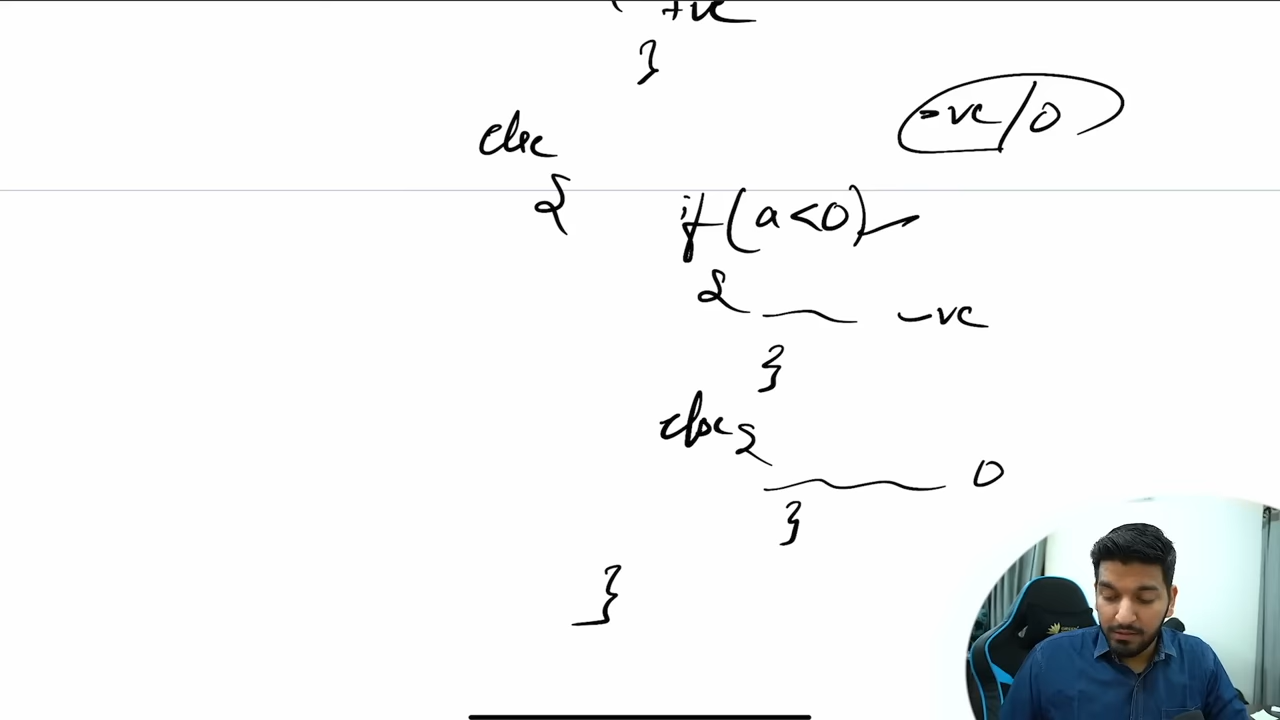 +ve
}
-ve/0
else
{ if (a<0)
{ -ve
}
else {
0
}
}